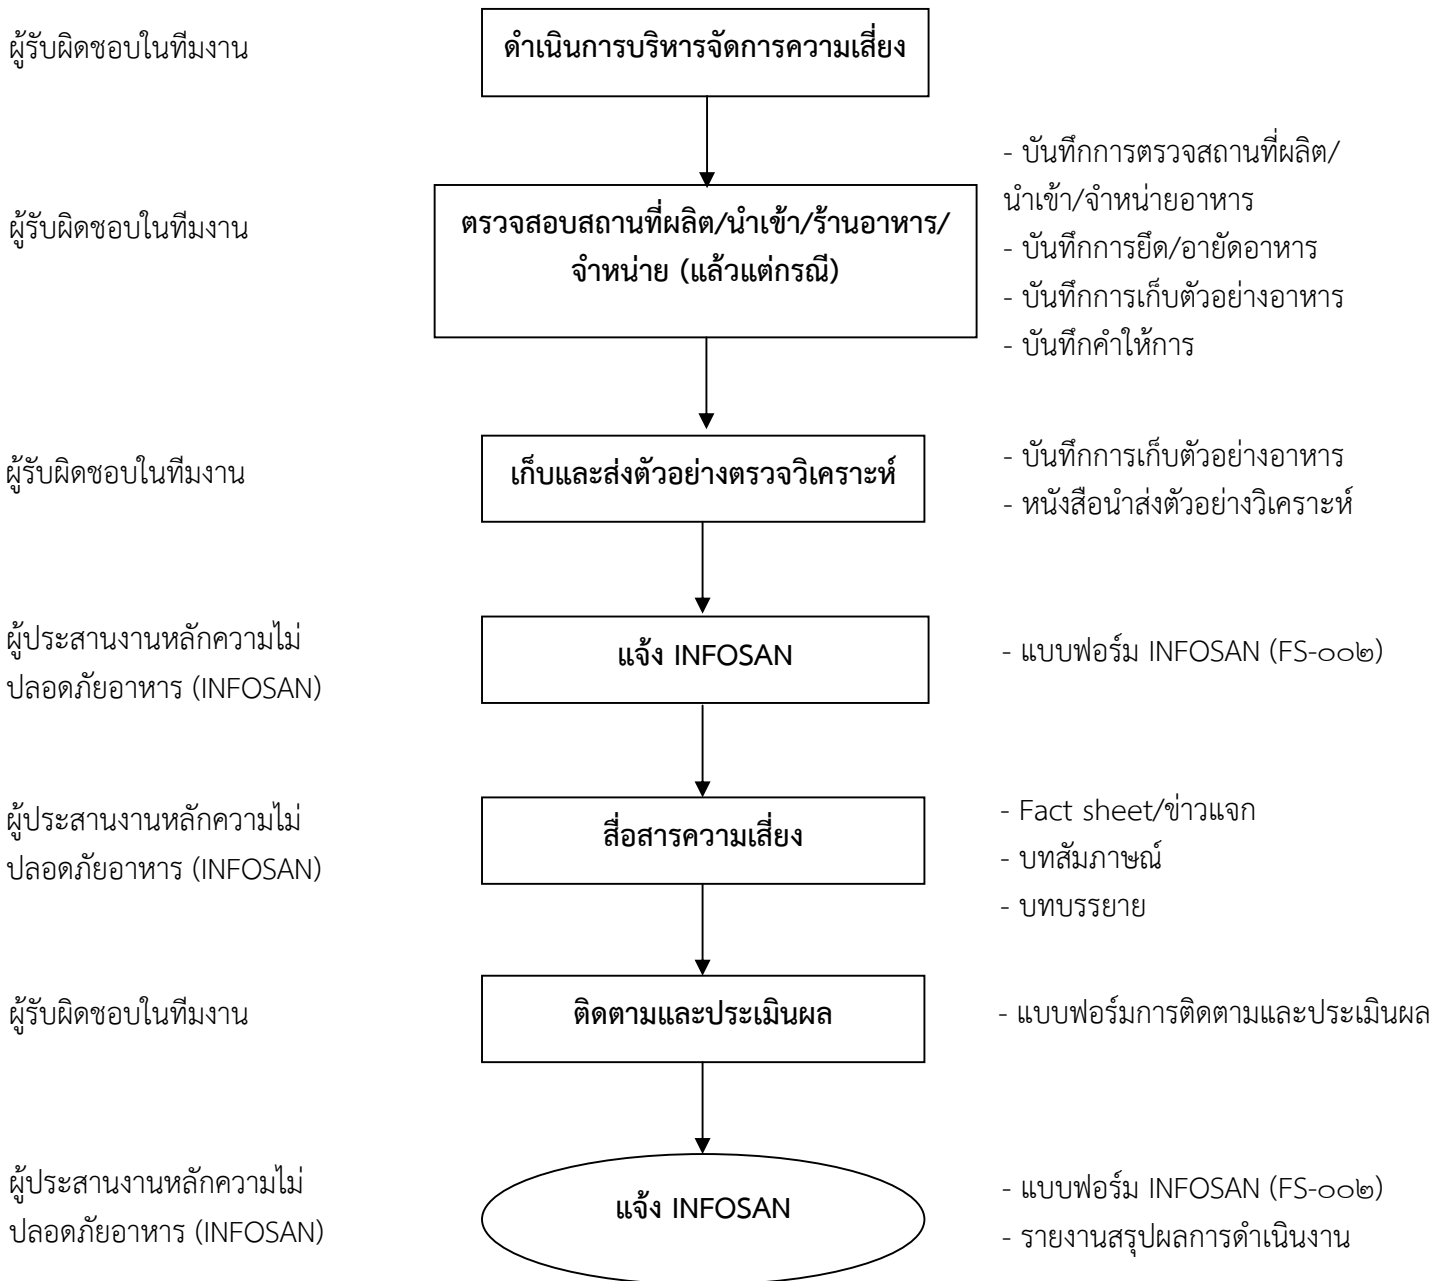 ผู้รับผิดชอบในทีมงาน
ดำเนินการบริหารจัดการความเสี่ยง
ผู้รับผิดชอบในทีมงาน
ตรวจสอบสถานที่ผลิต/นำเข้า/ร้านอาหาร/
จำหน่าย (แล้วแต่กรณี)
- บันทึกการตรวจสถานที่ผลิต/
นำเข้า/จำหน่ายอาหาร
- บันทึกการยึด/อายัดอาหาร
- บันทึกการเก็บตัวอย่างอาหาร
- บันทึกคำให้การ
ผู้รับผิดชอบในทีมงาน
เก็บและส่งตัวอย่างตรวจวิเคราะห์
- บันทึกการเก็บตัวอย่างอาหาร
- หนังสือนำส่งตัวอย่างวิเคราะห์
ผู้ประสานงานหลักความไม่
ปลอดภัยอาหาร (INFOSAN)
แจ้ง INFOSAN
- แบบฟอร์ม INFOSAN (FS-๐๐๒)
ผู้ประสานงานหลักความไม่
ปลอดภัยอาหาร (INFOSAN)
สื่อสารความเสี่ยง
- Fact sheet/ข่าวแจก
- บทสัมภาษณ์
- บทบรรยาย
ผู้รับผิดชอบในทีมงาน
ติดตามและประเมินผล
- แบบฟอร์มการติดตามและประเมินผล
ผู้ประสานงานหลักความไม่
ปลอดภัยอาหาร (INFOSAN)
แจ้ง INFOSAN
- แบบฟอร์ม INFOSAN (FS-๐๐๒)
- รายงานสรุปผลการดำเนินงาน